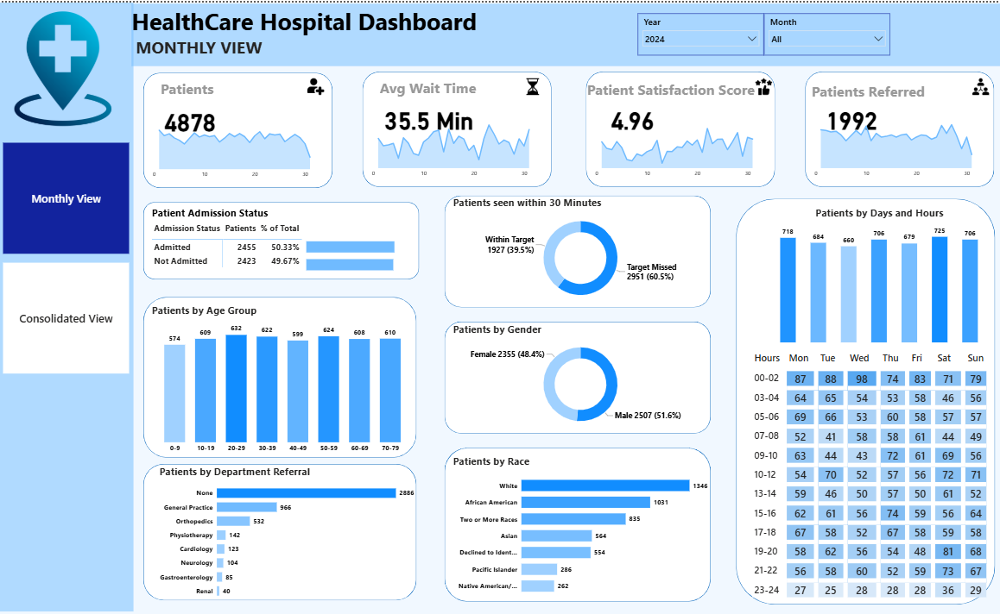 HealthCare Hospital Dashboard
MONTHLY VIEW
Year
2024
Month
All
Monthly View
Consolidated View
Patients
4878
0 10 20 30
Avg Wait Time
35.5 Min
0 10 20 30
Patient Satisfaction Score
4.96
0 10 20 30
Patients Referred
1992
0 10 20 30
Patient Admission Status
Admission Status Patients % of Total
Admitted 2455 50.33%
Not Admitted 2423 49.67%
Patients seen within 30 Minutes
Within Target
1927 (39.5%)
Target Missed
2951 (60.5%)
Patients by Age Group
574 609 632 622 599 624 608 610
0-9 10-19 20-29 30-39 40-49 50-59 60-69 70-79
Patients by Gender
Female 2355 (48.4%)
Male 2507 (51.6%)
Patients by Department Referral
None 2886
General Practice 966
Orthopedics 532
Physiotherapy 142
Cardiology 123
Neurology 104
Gastroenterology 85
Renal 40
Patients by Race
White 1346
African American 1031
Two or More Races 835
Asian 564
Declined to Ident... 554
Pacific Islander 286
Native American/... 262
Patients by Days and Hours
718 684 660 706 679 725 706
Hours Mon Tue Wed Thu Fri Sat Sun
00-02 87 88 98 74 83 71 79
03-04 64 65 54 53 58 46 56
05-06 69 66 53 60 58 57 57
07-08 52 41 58 58 61 44 49
09-10 63 44 43 72 61 69 56
10-12 54 70 52 57 56 72 71
13-14 59 46 50 57 50 61 52
15-16 62 61 56 74 59 56 64
17-18 67 58 52 67 58 59 58
19-20 58 62 56 54 48 81 68
21-22 56 58 60 52 59 73 67
23-24 27 25 28 28 28 36 29